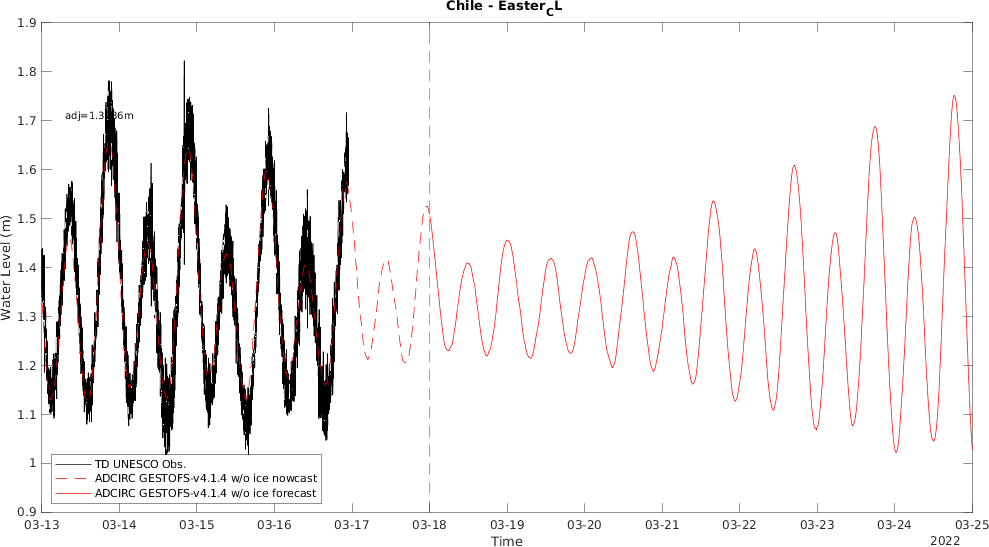 Chile - Easter_CL
1.9
1.8
1.7
1.6
1.5
1.4
1.3
1.2
1.1
1
0.9
Water Level (m)
TD UNESCO Obs.
ADCIRC GESTOFS-v4.1.4 w/o ice nowcast
ADCIRC GESTOFS-v4.1.4 w/o ice forecast
03-13 03-14 03-15 03-16 03-17 03-18 03-19 03-20 03-21 03-22 03-23 03-24 03-25
Time
2022